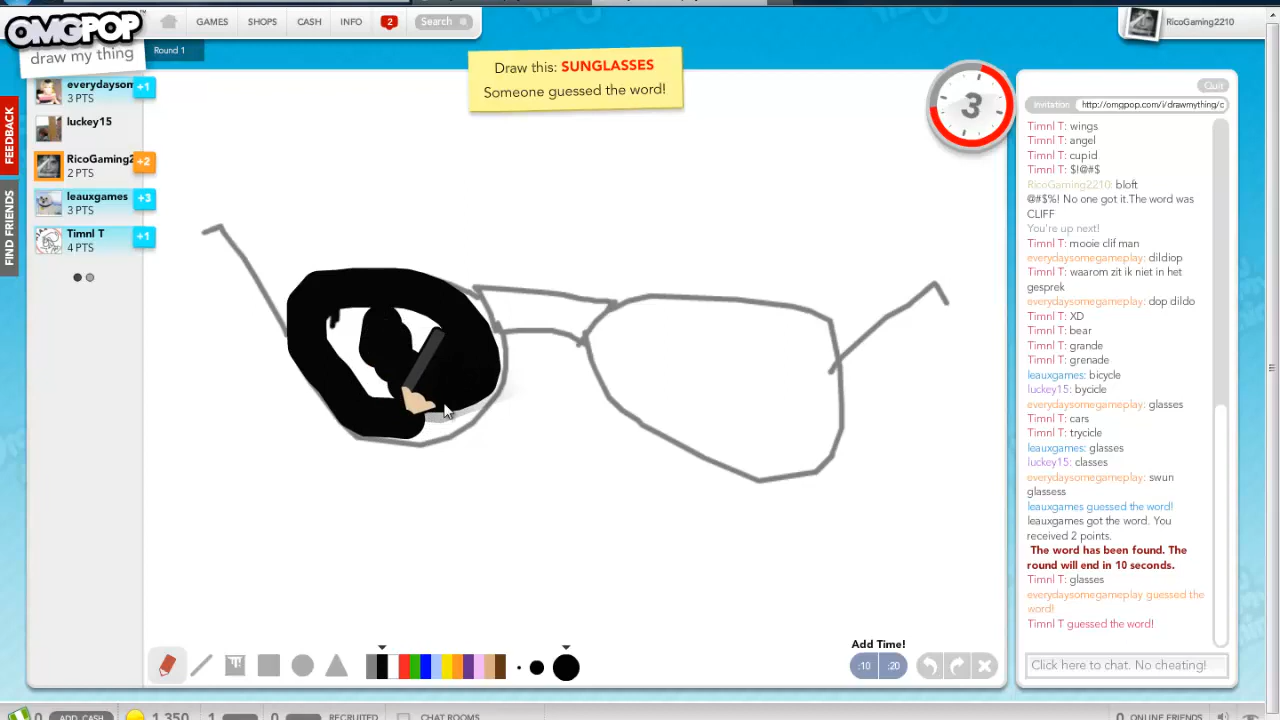 OMGPOP
draw my thing
GAMES SHOPS CASH INFO 2 Search
RicoGaming2210
Round 1
Draw this: SUNGLASSES
Someone guessed the word!
3
FEEDBACK
FIND FRIENDS
everydaysom +1
3 PTS
luckey15
RicoGaming2 +2
2 PTS
leauxgames +3
3 PTS
Timnl T +1
4 PTS
Quit
Invitation http://omgpop.com/i/drawmything/c
Timnl T: wings
Timnl T: angel
Timnl T: cupid
Timnl T: $!@#$
RicoGaming2210: bloft
@#$%! No one got it.The word was
CLIFF
You're up next!
Timnl T: mooie clif man
everydaysomegameplay: dildiop
Timnl T: waarom zit ik niet in het
gesprek
everydaysomegameplay: dop dildo
Timnl T: XD
Timnl T: bear
Timnl T: grande
Timnl T: grenade
leauxgames: bicycle
luckey15: bycicle
everydaysomegameplay: glasses
Timnl T: cars
Timnl T: trycicle
leauxgames: glasses
luckey15: classes
everydaysomegameplay: swun
glassess
leauxgames guessed the word!
leauxgames got the word. You
received 2 points.
The word has been found. The
round will end in 10 seconds.
Timnl T: glasses
everydaysomegameplay guessed the
word!
Timnl T guessed the word!
Click here to chat. No cheating!
Add Time!
:10 :20
T
0 ADD CASH 1,350 1 0 RECRUITED CHAT ROOMS 0 ONLINE FRIENDS